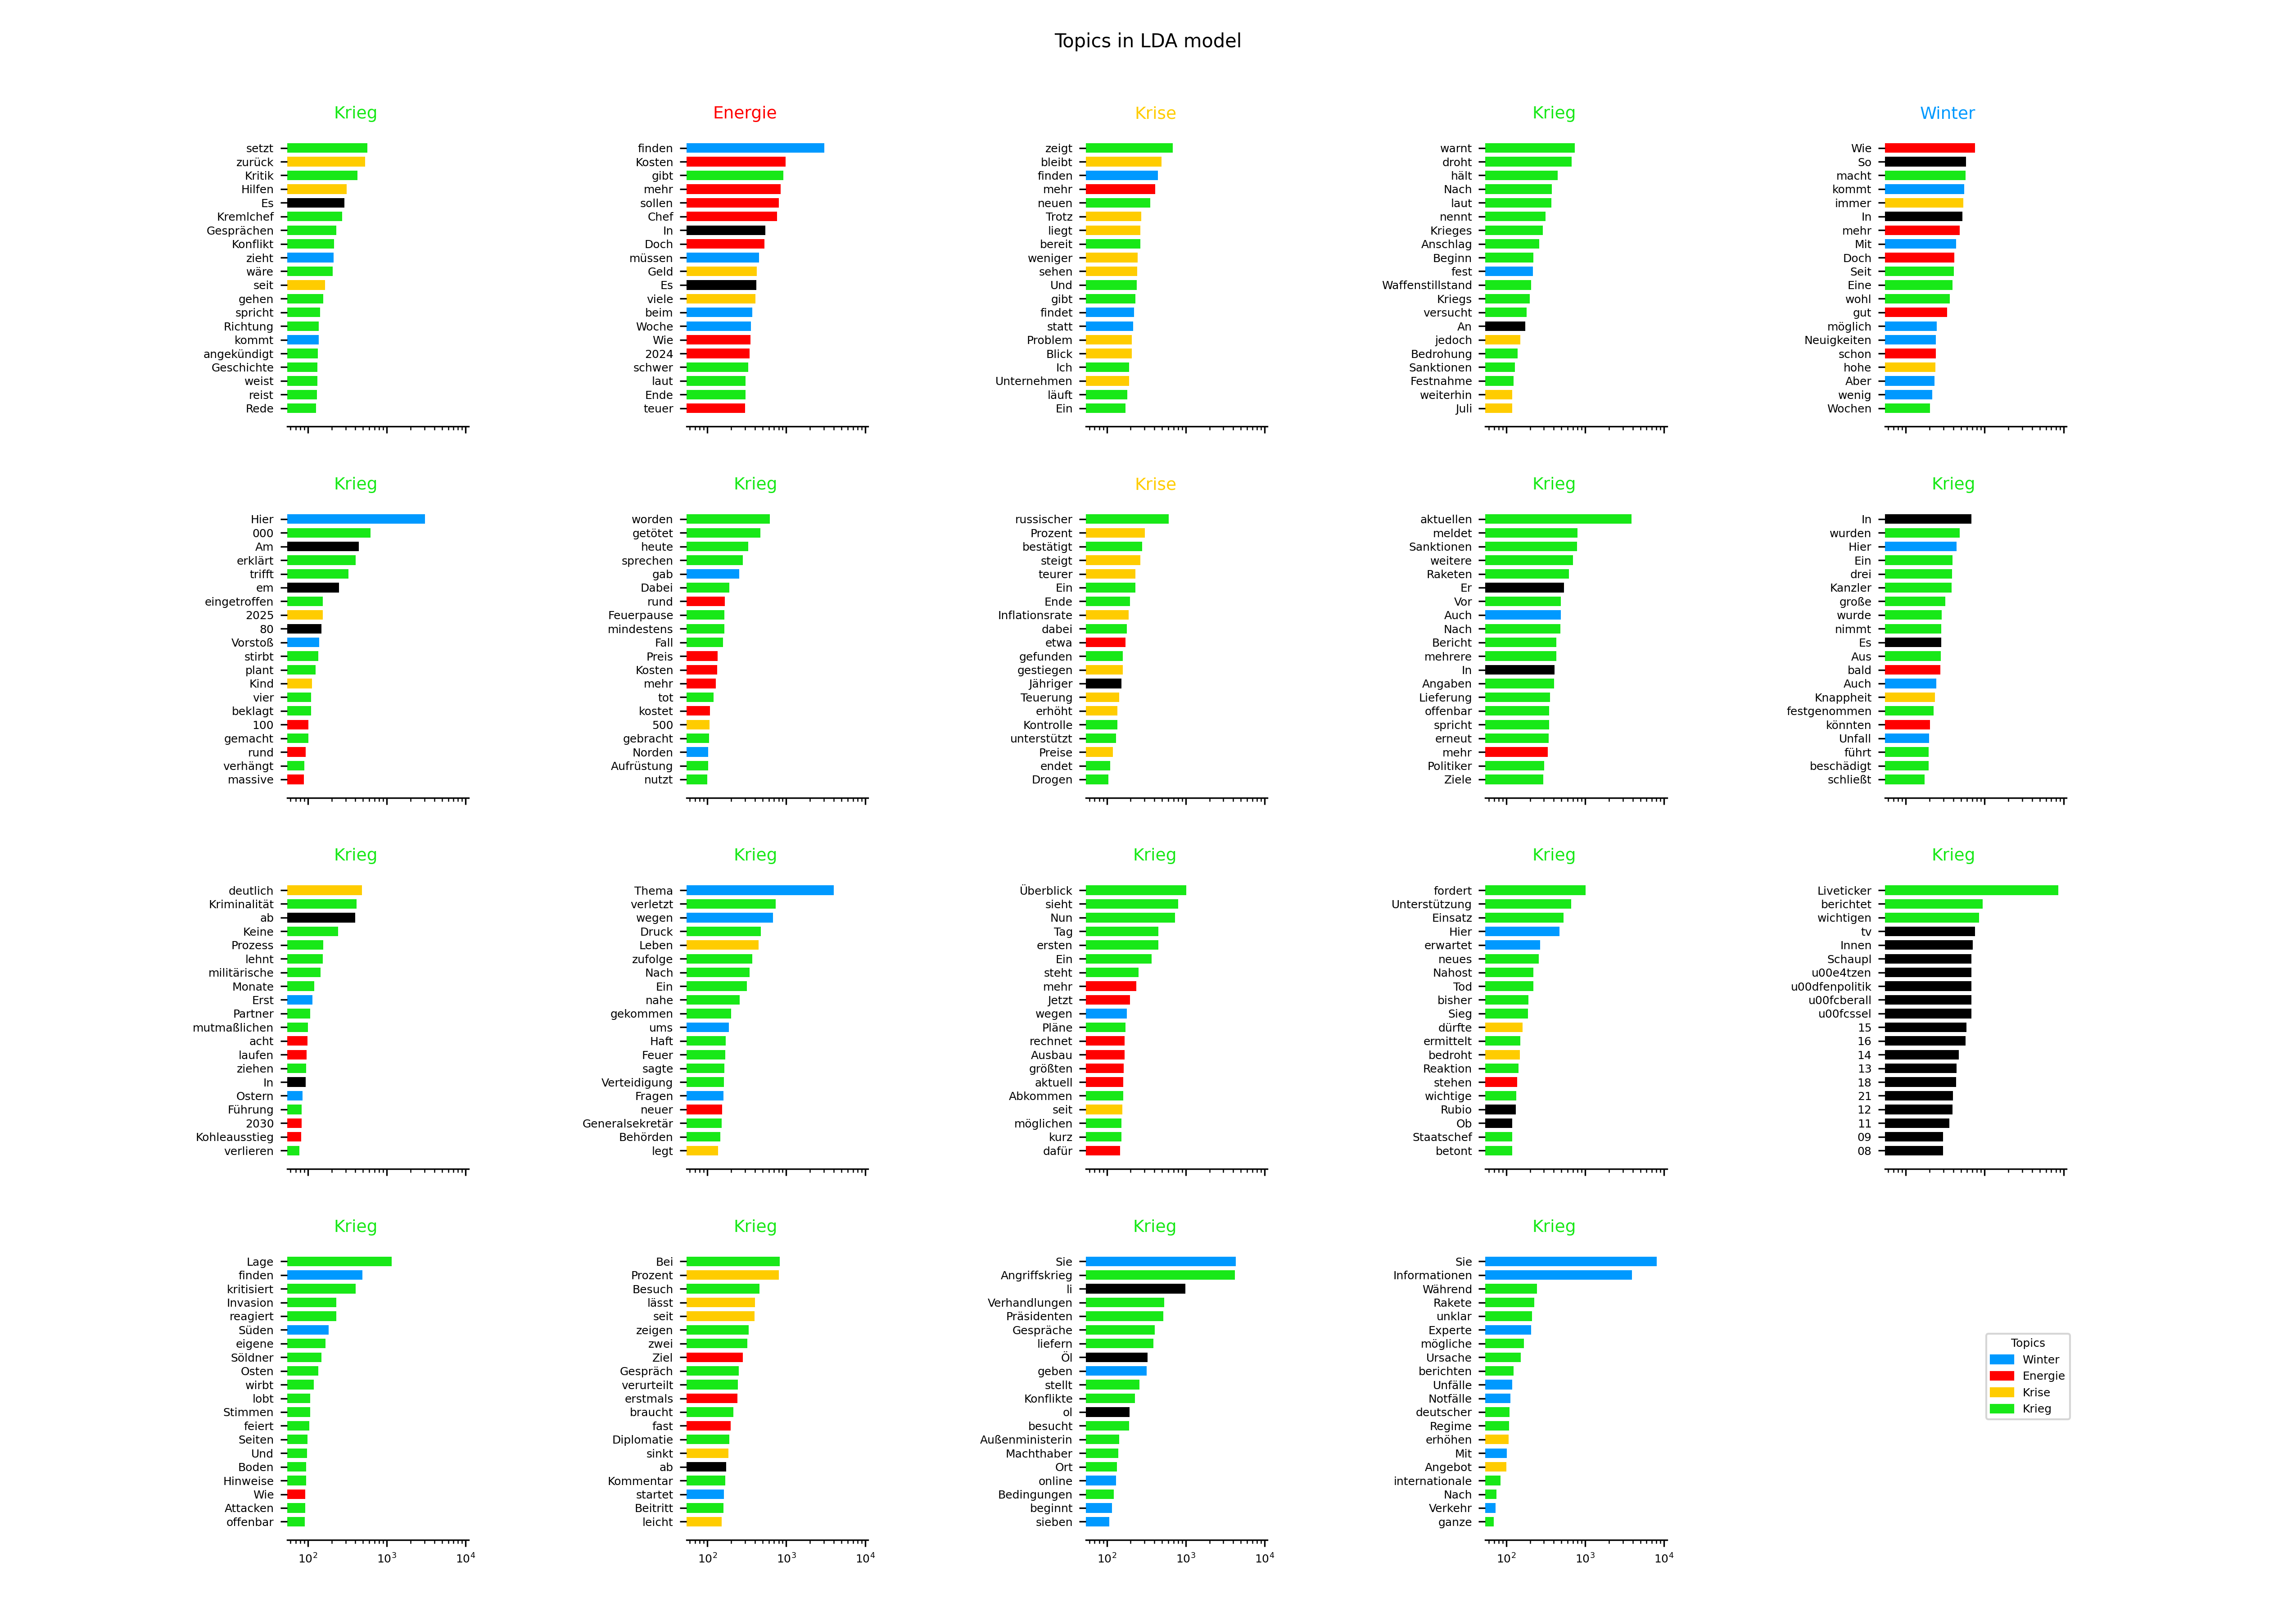 Topics in LDA model
Krieg
setzt
zurück
Kritik
Hilfen
Es
Kremlchef
Gesprächen
Konflikt
zieht
wäre
seit
gehen
spricht
Richtung
kommt
angekündigt
Geschichte
weist
reist
Rede
Energie
finden
Kosten
gibt
mehr
sollen
Chef
In
Doch
müssen
Geld
Es
viele
beim
Woche
Wie
2024
schwer
laut
Ende
teuer
Krise
zeigt
bleibt
finden
mehr
neuen
Trotz
liegt
bereit
weniger
sehen
Und
gibt
findet
statt
Problem
Blick
Ich
Unternehmen
läuft
Ein
Krieg
warnt
droht
hält
Nach
laut
nennt
Krieges
Anschlag
Beginn
fest
Waffenstillstand
Kriegs
versucht
An
jedoch
Bedrohung
Sanktionen
Festnahme
weiterhin
Juli
Winter
Wie
So
macht
kommt
immer
In
mehr
Mit
Doch
Seit
Eine
wohl
gut
möglich
Neuigkeiten
schon
hohe
Aber
wenig
Wochen
Krieg
Hier
000
Am
erklärt
trifft
em
eingetroffen
2025
80
Vorstoß
stirbt
plant
Kind
vier
beklagt
100
gemacht
rund
verhängt
massive
Krieg
worden
getötet
heute
sprechen
gab
Dabei
rund
Feuerpause
mindestens
Fall
Preis
Kosten
mehr
tot
kostet
500
gebracht
Norden
Aufrüstung
nutzt
Krise
russischer
Prozent
bestätigt
steigt
teurer
Ein
Ende
Inflationsrate
dabei
etwa
gefunden
gestiegen
Jähriger
Teuerung
erhöht
Kontrolle
unterstützt
Preise
endet
Drogen
Krieg
aktuellen
meldet
Sanktionen
weitere
Raketen
Er
Vor
Auch
Nach
Bericht
mehrere
In
Angaben
Lieferung
offenbar
spricht
erneut
mehr
Politiker
Ziele
Krieg
In
wurden
Hier
Ein
drei
Kanzler
große
wurde
nimmt
Es
Aus
bald
Auch
Knappheit
festgenommen
könnten
Unfall
führt
beschädigt
schließt
Krieg
deutlich
Kriminalität
ab
Keine
Prozess
lehnt
militärische
Monate
Erst
Partner
mutmaßlichen
acht
laufen
ziehen
In
Ostern
Führung
2030
Kohleausstieg
verlieren
Krieg
Thema
verletzt
wegen
Druck
Leben
zufolge
Nach
Ein
nahe
gekommen
ums
Haft
Feuer
sagte
Verteidigung
Fragen
neuer
Generalsekretär
Behörden
legt
Krieg
Überblick
sieht
Nun
Tag
ersten
Ein
steht
mehr
Jetzt
wegen
Pläne
rechnet
Ausbau
größten
aktuell
Abkommen
seit
möglichen
kurz
dafür
Krieg
fordert
Unterstützung
Einsatz
Hier
erwartet
neues
Nahost
Tod
bisher
Sieg
dürfte
ermittelt
bedroht
Reaktion
stehen
wichtige
Rubio
Ob
Staatschef
betont
Krieg
Liveticker
berichtet
wichtigen
tv
Innen
Schaupl
u00e4tzen
u00dfenpolitik
u00fcberall
u00fcssel
15
16
14
13
18
21
12
11
09
08
Krieg
Lage
finden
kritisiert
Invasion
reagiert
Süden
eigene
Söldner
Osten
wirbt
lobt
Stimmen
feiert
Seiten
Und
Boden
Hinweise
Wie
Attacken
offenbar
10² 10³ 10⁴
Krieg
Bei
Prozent
Besuch
lässt
seit
zeigen
zwei
Ziel
Gespräch
verurteilt
erstmals
braucht
fast
Diplomatie
sinkt
ab
Kommentar
startet
Beitritt
leicht
10² 10³ 10⁴
Krieg
Sie
Angriffskrieg
li
Verhandlungen
Präsidenten
Gespräche
liefern
Öl
geben
stellt
Konflikte
ol
besucht
Außenministerin
Machthaber
Ort
online
Bedingungen
beginnt
sieben
10² 10³ 10⁴
Krieg
Sie
Informationen
Während
Rakete
unklar
Experte
mögliche
Ursache
berichten
Unfälle
Notfälle
deutscher
Regime
erhöhen
Mit
Angebot
internationale
Nach
Verkehr
ganze
10² 10³ 10⁴
Topics
Winter
Energie
Krise
Krieg